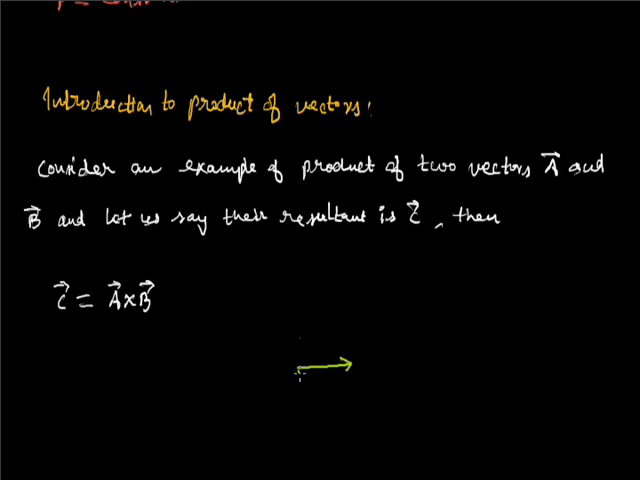 Introduction to product of vectors:
Consider an example of product of two vectors A⃗ and
B⃗ and let us say their resultant is C⃗, then
C⃗ = A⃗ × B⃗